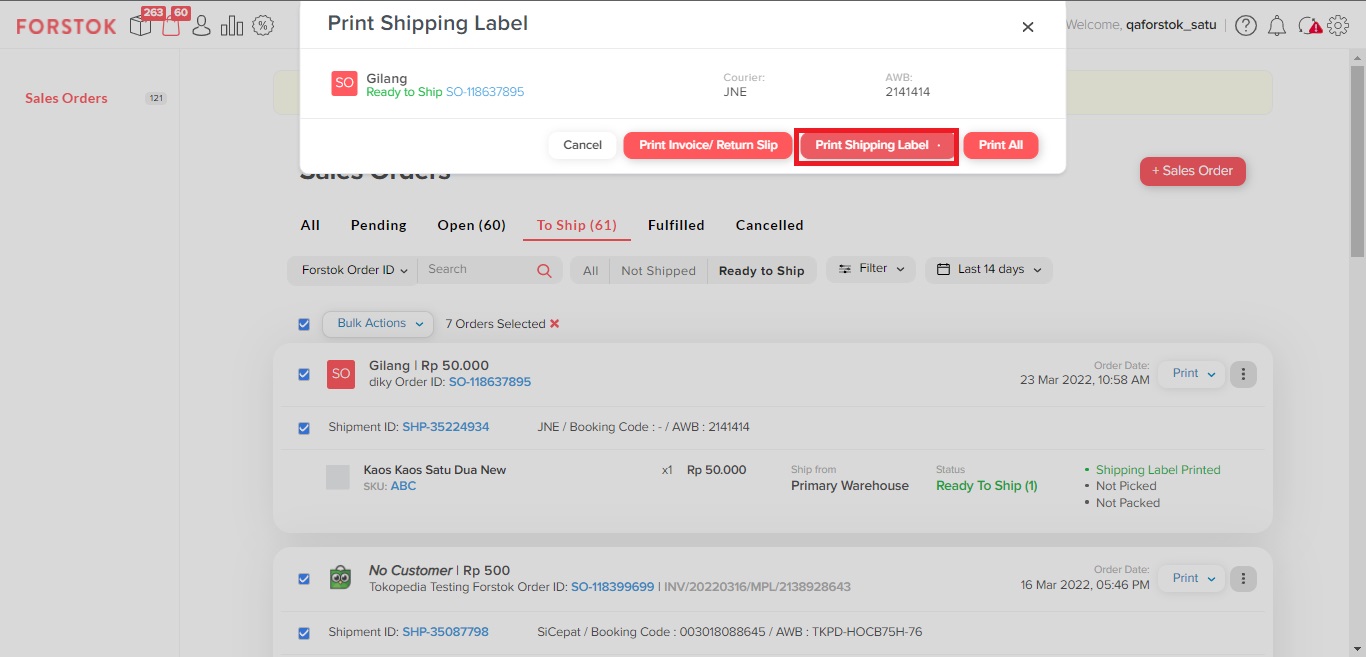 Print Shipping Label
FORSTOK
263
60
%
Welcome, qaforstok_satu
SO
Gilang
Ready to Ship SO-118637895
Courier:
JNE
AWB:
2141414
Cancel
Print Invoice/ Return Slip
Print Shipping Label
Print All
Sales Orders
121
Sales Orders
+ Sales Order
All
Pending
Open (60)
To Ship (61)
Fulfilled
Cancelled
Forstok Order ID
Search
All
Not Shipped
Ready to Ship
Filter
Last 14 days
Bulk Actions
7 Orders Selected
SO
Gilang | Rp 50.000
diky Order ID: SO-118637895
Order Date:
23 Mar 2022, 10:58 AM
Print
Shipment ID: SHP-35224934
JNE / Booking Code : - / AWB : 2141414
Kaos Kaos Satu Dua New
SKU: ABC
x1 Rp 50.000
Ship from
Primary Warehouse
Status
Ready To Ship (1)
• Shipping Label Printed
• Not Picked
• Not Packed
No Customer | Rp 500
Tokopedia Testing Forstok Order ID: SO-118399699 | INV/20220316/MPL/2138928643
Order Date:
16 Mar 2022, 05:46 PM
Print
Shipment ID: SHP-35087798
SiCepat / Booking Code : 003018088645 / AWB : TKPD-HOCB75H-76